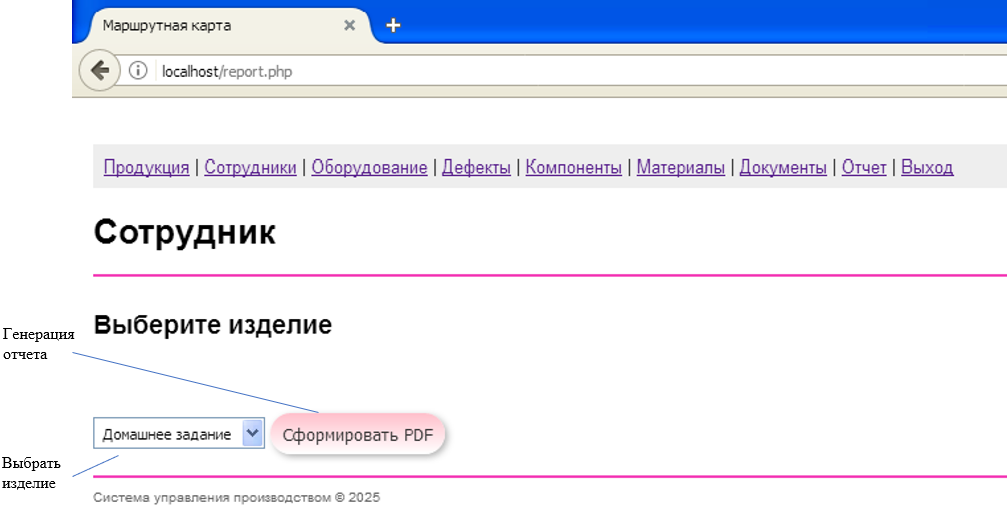 Маршрутная карта
localhost/report.php
Продукция | Сотрудники | Оборудование | Дефекты | Компоненты | Материалы | Документы | Отчет | Выход
Сотрудник
Выберите изделие
Генерация
отчета
Домашнее задание
Сформировать PDF
Выбрать
изделие
Система управления производством © 2025